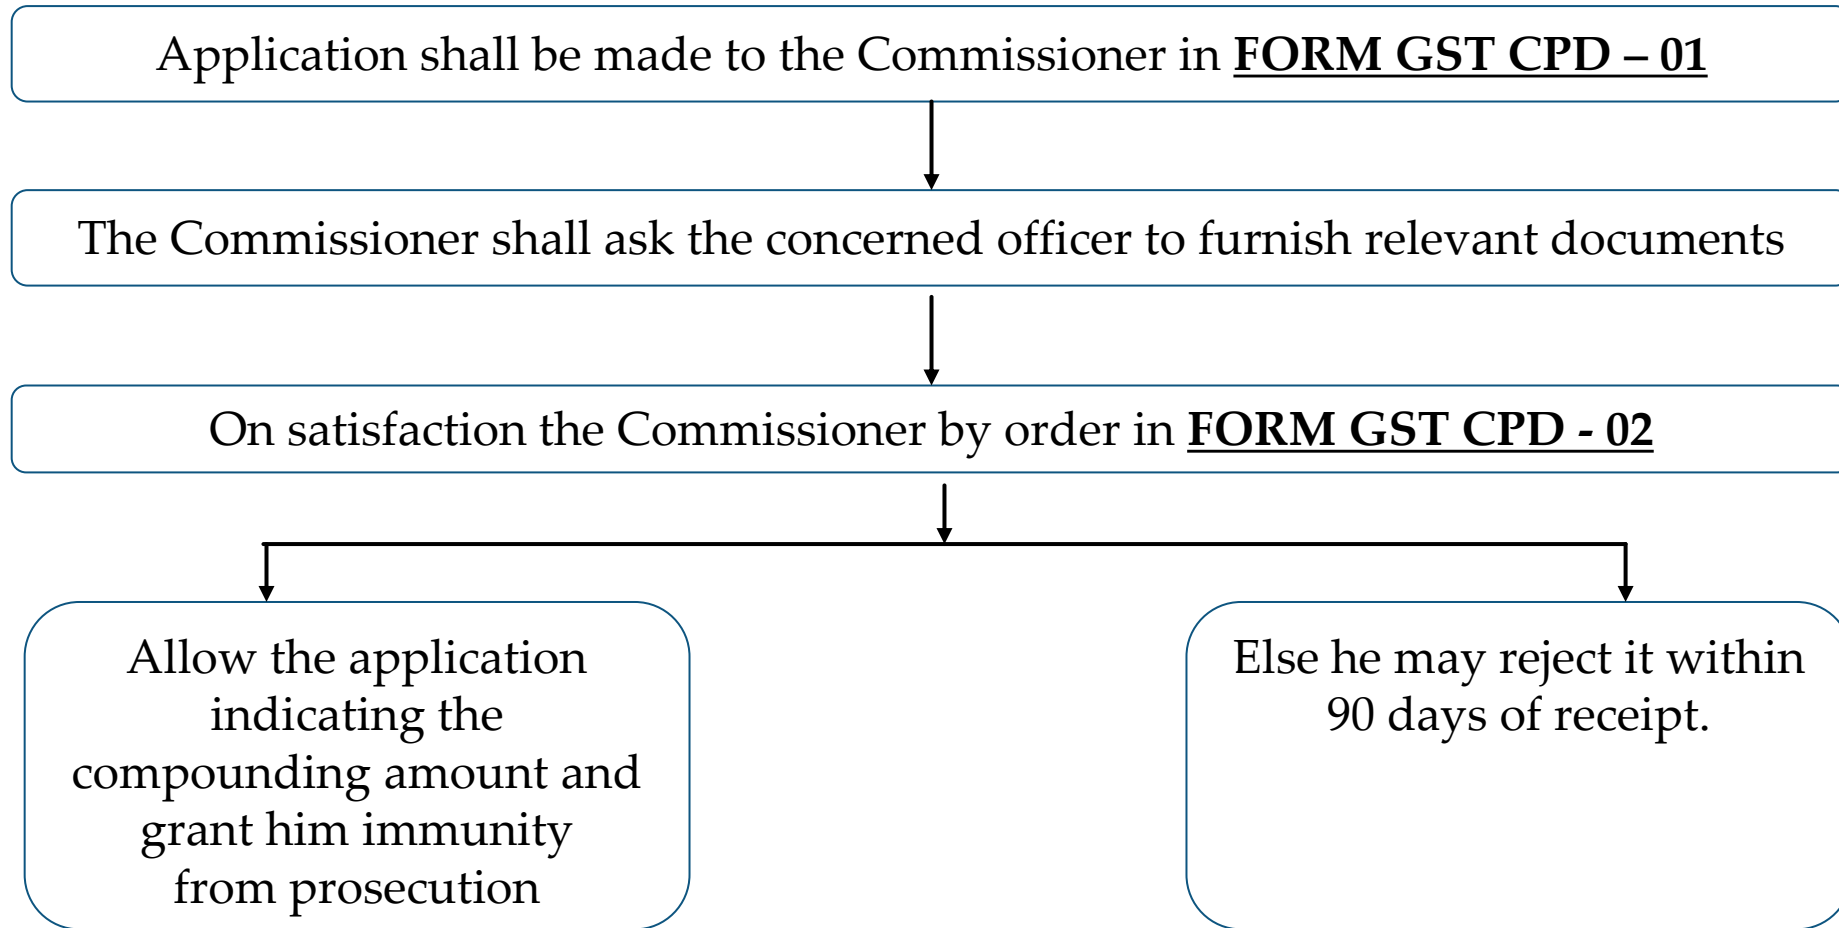 Application shall be made to the Commissioner in FORM GST CPD – 01
The Commissioner shall ask the concerned officer to furnish relevant documents
On satisfaction the Commissioner by order in FORM GST CPD - 02
Allow the application
indicating the
compounding amount and
grant him immunity
from prosecution
Else he may reject it within
90 days of receipt.